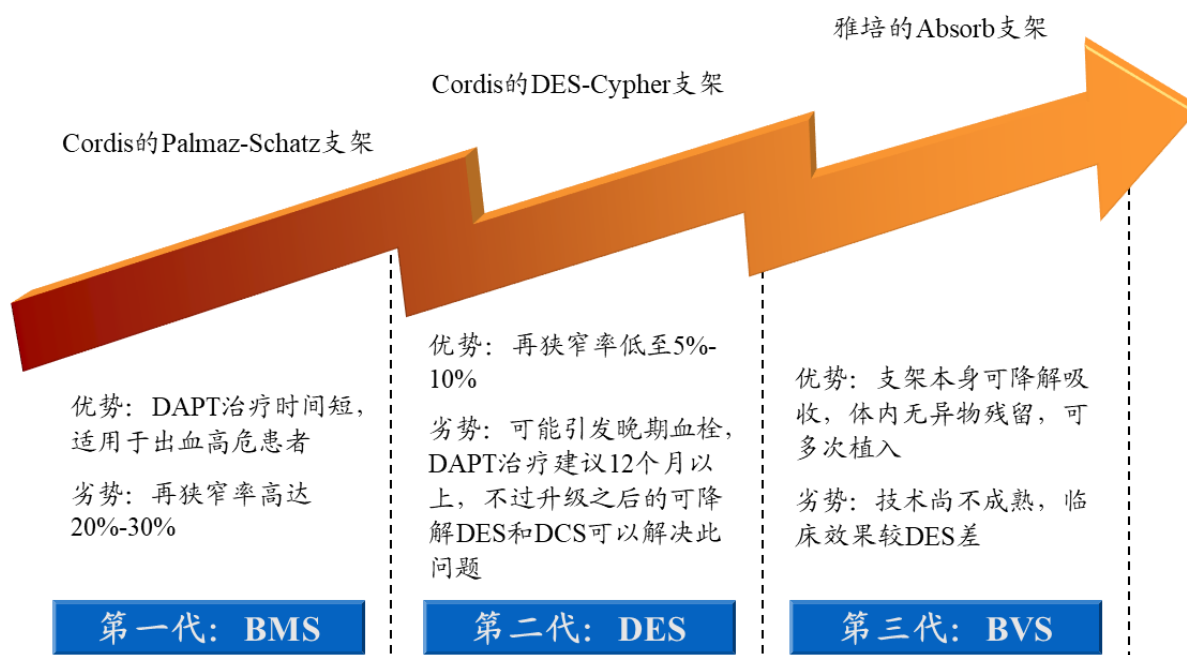 雅培的Absorb支架
Cordis的DES-Cypher支架
Cordis的Palmaz-Schatz支架
优势：DAPT治疗时间短，
适用于出血高危患者
劣势：再狭窄率高达
20%-30%
优势：再狭窄率低至5%-
10%
劣势：可能引发晚期血栓，
DAPT治疗建议12个月以
上，不过升级之后的可降
解DES和DCS可以解决此
问题
优势：支架本身可降解吸
收，体内无异物残留，可
多次植入
劣势：技术尚不成熟，临
床效果较DES差
第一代：BMS
第二代：DES
第三代：BVS